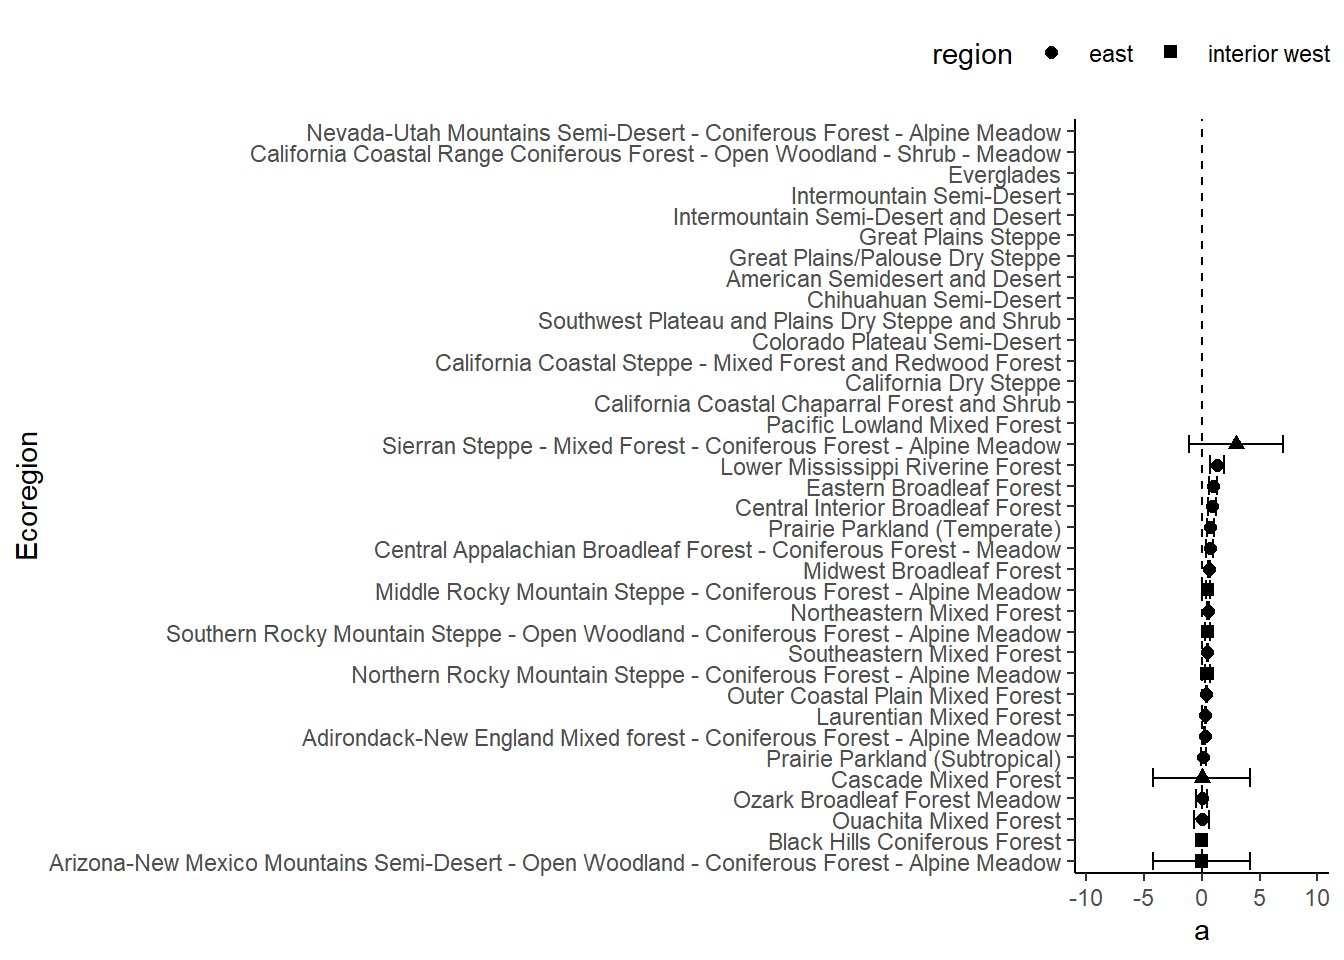 region east interior west
Nevada-Utah Mountains Semi-Desert - Coniferous Forest - Alpine Meadow
California Coastal Range Coniferous Forest - Open Woodland - Shrub - Meadow
Everglades
Intermountain Semi-Desert
Intermountain Semi-Desert and Desert
Great Plains Steppe
Great Plains/Palouse Dry Steppe
American Semidesert and Desert
Chihuahuan Semi-Desert
Southwest Plateau and Plains Dry Steppe and Shrub
Colorado Plateau Semi-Desert
California Coastal Steppe - Mixed Forest and Redwood Forest
California Dry Steppe
California Coastal Chaparral Forest and Shrub
Pacific Lowland Mixed Forest
Sierran Steppe - Mixed Forest - Coniferous Forest - Alpine Meadow
Lower Mississippi Riverine Forest
Eastern Broadleaf Forest
Central Interior Broadleaf Forest
Prairie Parkland (Temperate)
Central Appalachian Broadleaf Forest - Coniferous Forest - Meadow
Midwest Broadleaf Forest
Middle Rocky Mountain Steppe - Coniferous Forest - Alpine Meadow
Northeastern Mixed Forest
Southern Rocky Mountain Steppe - Open Woodland - Coniferous Forest - Alpine Meadow
Southeastern Mixed Forest
Northern Rocky Mountain Steppe - Coniferous Forest - Alpine Meadow
Outer Coastal Plain Mixed Forest
Laurentian Mixed Forest
Adirondack-New England Mixed forest - Coniferous Forest - Alpine Meadow
Prairie Parkland (Subtropical)
Cascade Mixed Forest
Ozark Broadleaf Forest Meadow
Ouachita Mixed Forest
Black Hills Coniferous Forest
Arizona-New Mexico Mountains Semi-Desert - Open Woodland - Coniferous Forest - Alpine Meadow
Ecoregion
-10 -5 0 5 10
a